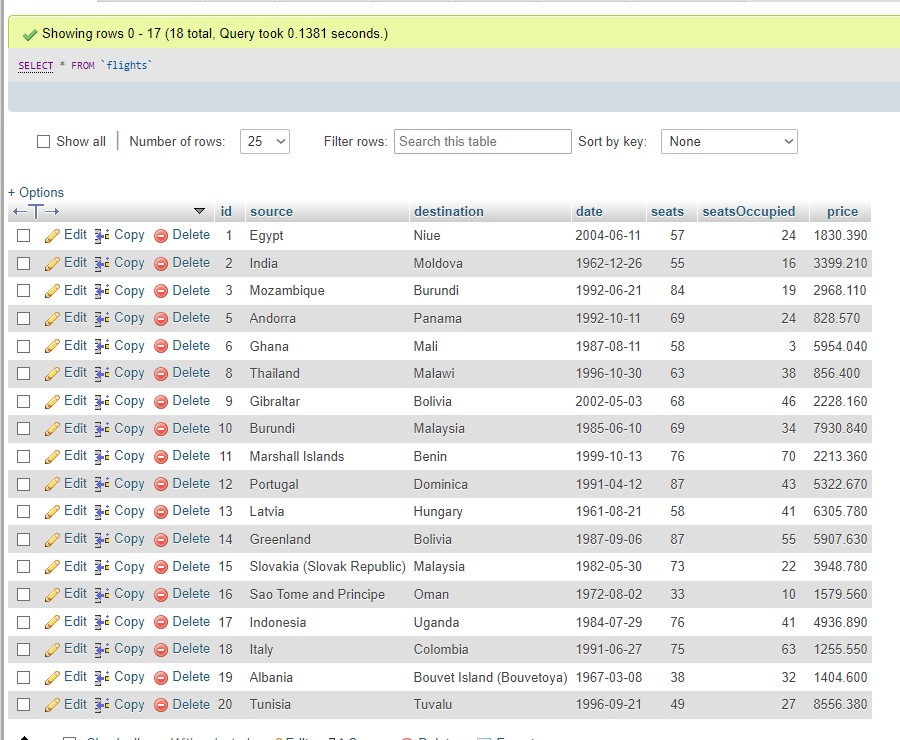 Showing rows 0 - 17 (18 total, Query took 0.1381 seconds.)
SELECT * FROM `flights`
Show all | Number of rows: 25 Filter rows: Search this table Sort by key: None
+ Options
←T→ id source destination date seats seatsOccupied price
Edit Copy Delete 1 Egypt Niue 2004-06-11 57 24 1830.390
Edit Copy Delete 2 India Moldova 1962-12-26 55 16 3399.210
Edit Copy Delete 3 Mozambique Burundi 1992-06-21 84 19 2968.110
Edit Copy Delete 5 Andorra Panama 1992-10-11 69 24 828.570
Edit Copy Delete 6 Ghana Mali 1987-08-11 58 3 5954.040
Edit Copy Delete 8 Thailand Malawi 1996-10-30 63 38 856.400
Edit Copy Delete 9 Gibraltar Bolivia 2002-05-03 68 46 2228.160
Edit Copy Delete 10 Burundi Malaysia 1985-06-10 69 34 7930.840
Edit Copy Delete 11 Marshall Islands Benin 1999-10-13 76 70 2213.360
Edit Copy Delete 12 Portugal Dominica 1991-04-12 87 43 5322.670
Edit Copy Delete 13 Latvia Hungary 1961-08-21 58 41 6305.780
Edit Copy Delete 14 Greenland Bolivia 1987-09-06 87 55 5907.630
Edit Copy Delete 15 Slovakia (Slovak Republic) Malaysia 1982-05-30 73 22 3948.780
Edit Copy Delete 16 Sao Tome and Principe Oman 1972-08-02 33 10 1579.560
Edit Copy Delete 17 Indonesia Uganda 1984-07-29 76 41 4936.890
Edit Copy Delete 18 Italy Colombia 1991-06-27 75 63 1255.550
Edit Copy Delete 19 Albania Bouvet Island (Bouvetoya) 1967-03-08 38 32 1404.600
Edit Copy Delete 20 Tunisia Tuvalu 1996-09-21 49 27 8556.380